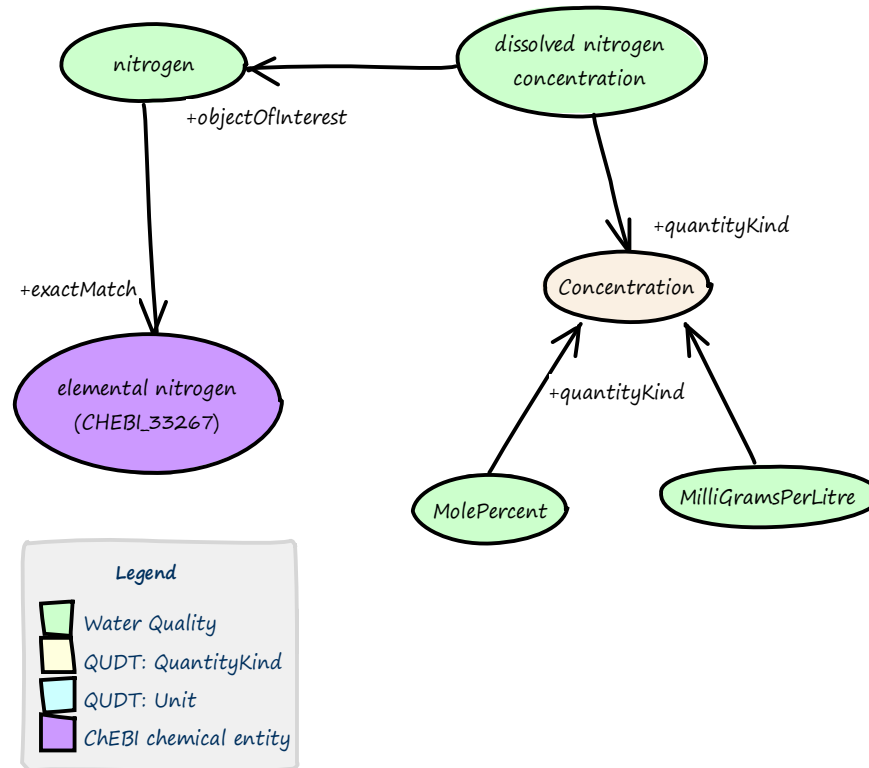 nitrogen
dissolved nitrogen
concentration
+objectOfInterest
+quantityKind
+exactMatch
Concentration
elemental nitrogen
(CHEBI_33267)
+quantityKind
MolePercent
MilliGramsPerLitre
Legend
Water Quality
QUDT: QuantityKind
QUDT: Unit
ChEBI chemical entity